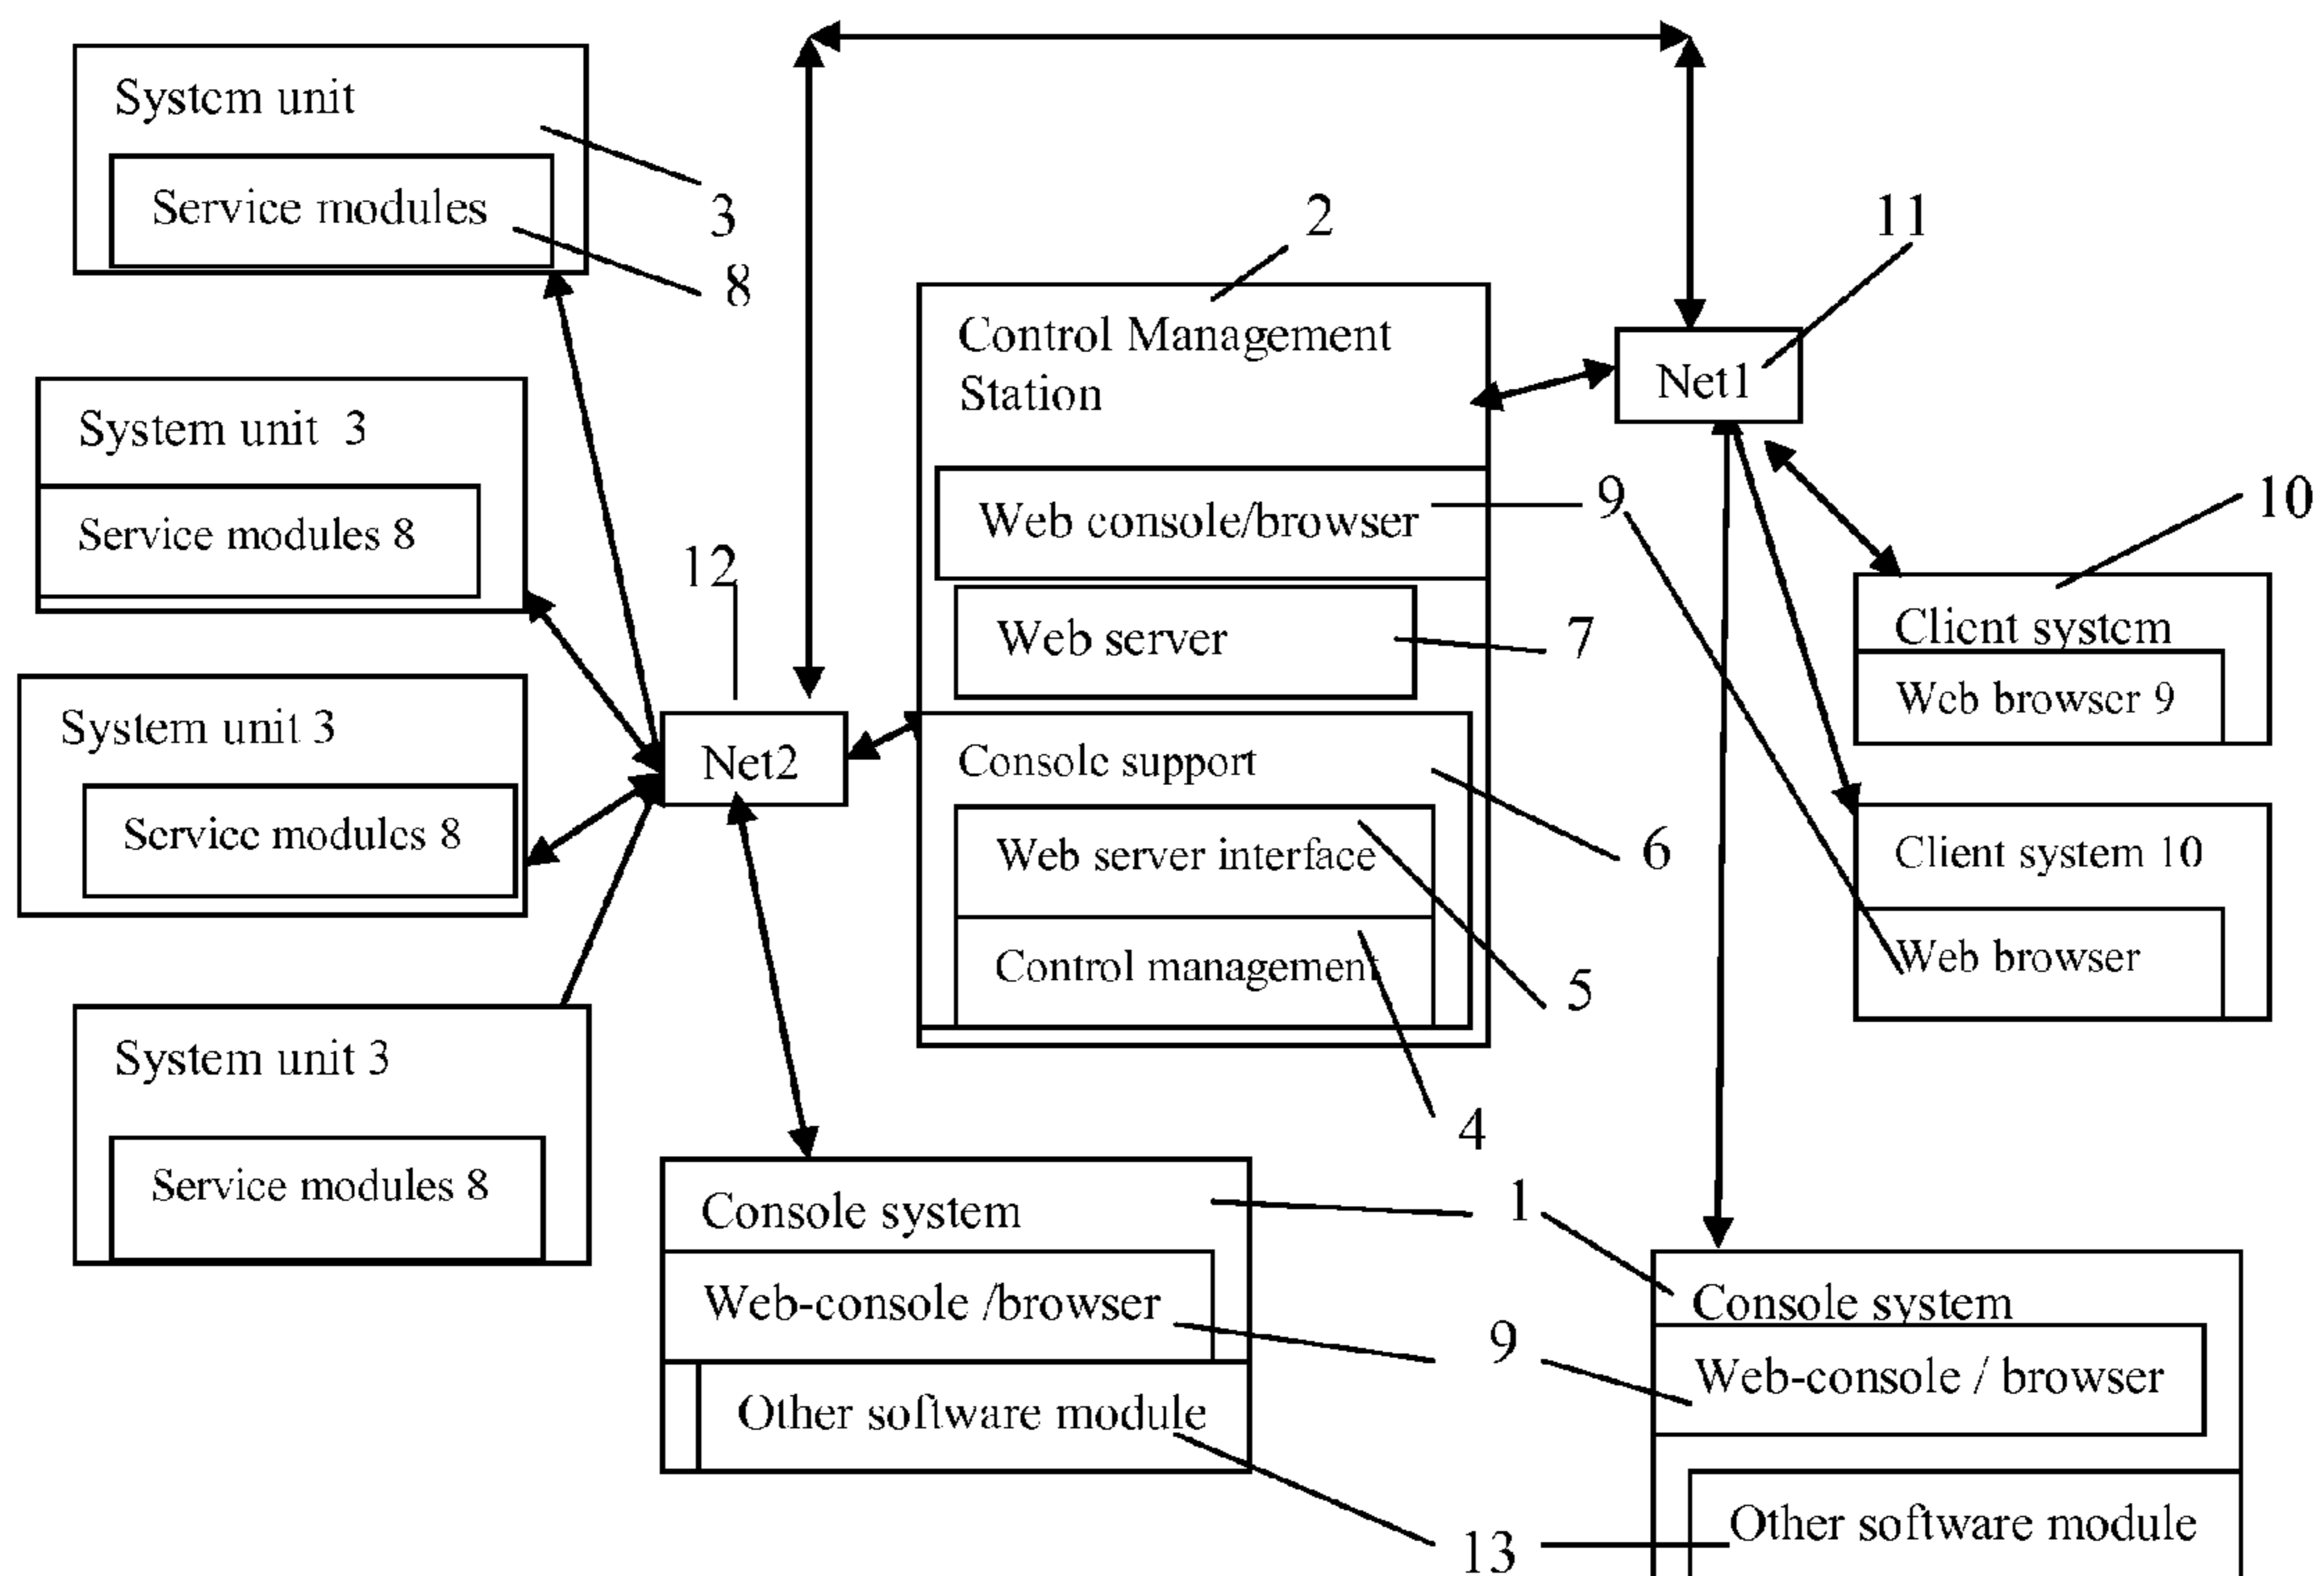 System unit
Service modules
3
8
System unit 3
Service modules 8
System unit 3
Service modules 8
System unit 3
Service modules 8
12
Net2
2
Control Management
Station
Web console/browser
9
Web server
7
Console support
6
Web server interface
5
Control management
4
11
Net1
10
Client system
Web browser 9
Client system 10
Web browser
Console system
1
Web-console /browser
9
Other software module
13
Console system
Web-console / browser
Other software module